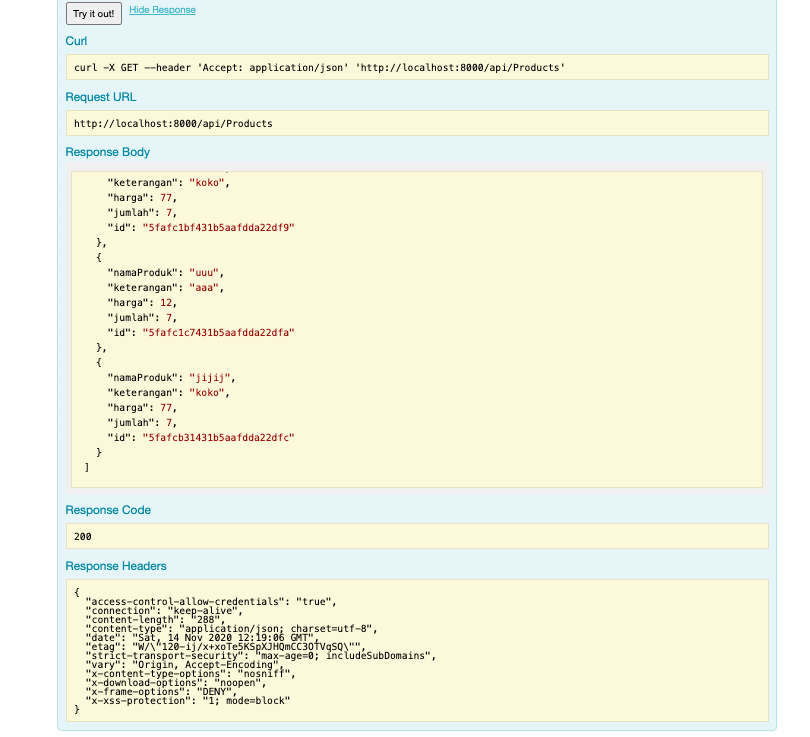 Try it out! Hide Response
Curl
curl -X GET --header 'Accept: application/json' 'http://localhost:8000/api/Products'
Request URL
http://localhost:8000/api/Products
Response Body
"keterangan": "koko",
"harga": 77,
"jumlah": 7,
"id": "5fafc1bf431b5aafdda22df9"
},
{
"namaProduk": "uuu",
"keterangan": "aaa",
"harga": 12,
"jumlah": 7,
"id": "5fafc1c7431b5aafdda22dfa"
},
{
"namaProduk": "jijij",
"keterangan": "koko",
"harga": 77,
"jumlah": 7,
"id": "5fafcb31431b5aafdda22dfc"
}
]
Response Code
200
Response Headers
{
"access-control-allow-credentials": "true",
"connection": "keep-alive",
"content-length": "288",
"content-type": "application/json; charset=utf-8",
"date": "Sat, 14 Nov 2020 12:19:06 GMT",
"etag": "W/\"120-ij/x+xoTe5KSpXJHQmCC3OTVqSQ\"",
"strict-transport-security": "max-age=0; includeSubDomains",
"vary": "Origin, Accept-Encoding",
"x-content-type-options": "nosniff",
"x-download-options": "noopen",
"x-frame-options": "DENY",
"x-xss-protection": "1; mode=block"
}